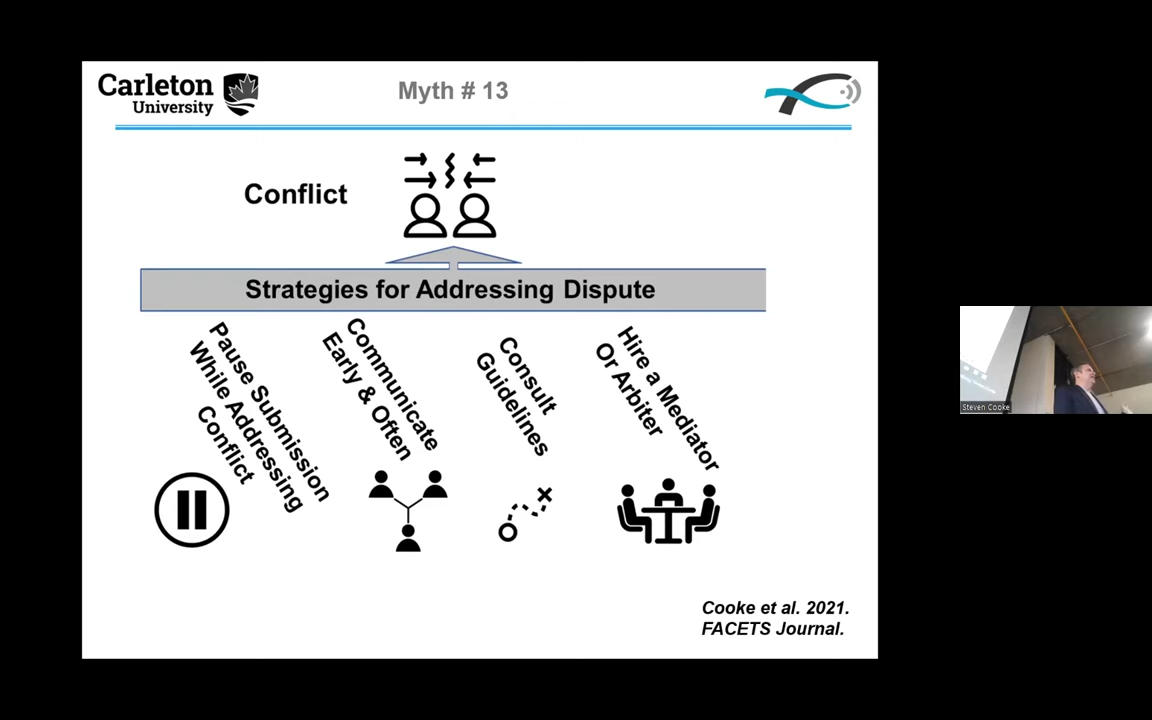 Carleton
University
Myth # 13
Conflict
Strategies for Addressing Dispute
Pause Submission
While Addressing
Conflict
Communicate
Early & Often
Consult
Guidelines
Hire a Mediator
Or Arbiter
Cooke et al. 2021.
FACETS Journal.
Steven Cooke